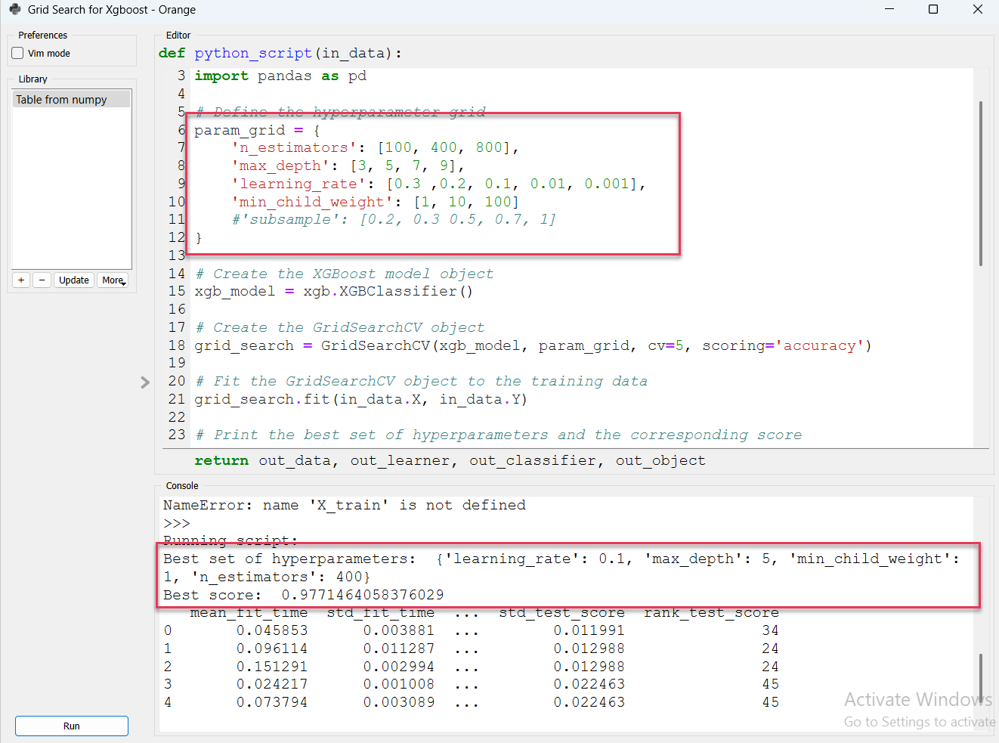 Grid Search for Xgboost - Orange
Preferences
Vim mode
Library
Table from numpy
+ − Update More
Run
Editor
def python_script(in_data):
3 import pandas as pd
4
5 # Define the hyperparameter grid
6 param_grid = {
7 'n_estimators': [100, 400, 800],
8 'max_depth': [3, 5, 7, 9],
9 'learning_rate': [0.3 ,0.2, 0.1, 0.01, 0.001],
10 'min_child_weight': [1, 10, 100]
11 #'subsample': [0.2, 0.3 0.5, 0.7, 1]
12 }
13
14 # Create the XGBoost model object
15 xgb_model = xgb.XGBClassifier()
16
17 # Create the GridSearchCV object
18 grid_search = GridSearchCV(xgb_model, param_grid, cv=5, scoring='accuracy')
19
20 # Fit the GridSearchCV object to the training data
21 grid_search.fit(in_data.X, in_data.Y)
22
23 # Print the best set of hyperparameters and the corresponding score
return out_data, out_learner, out_classifier, out_object
Console
NameError: name 'X_train' is not defined
>>>
Running script:
Best set of hyperparameters:  {'learning_rate': 0.1, 'max_depth': 5, 'min_child_weight':
1, 'n_estimators': 400}
Best score:  0.9771464058376029
mean_fit_time  std_fit_time  ...  std_test_score  rank_test_score
0 0.045853 0.003881 ... 0.011991 34
1 0.096114 0.011287 ... 0.012988 24
2 0.151291 0.002994 ... 0.012988 24
3 0.024217 0.001008 ... 0.022463 45
4 0.073794 0.003089 ... 0.022463 45
Activate Windows
Go to Settings to activate